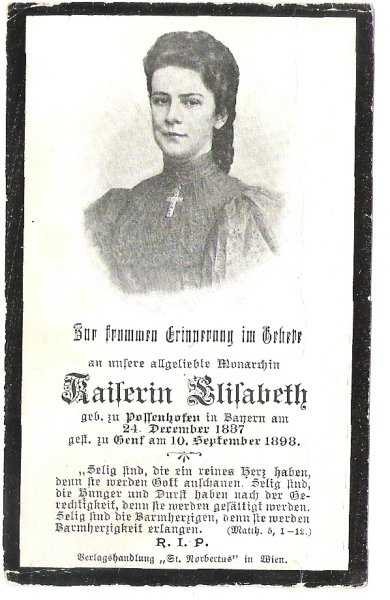 Zur frommen Erinnerung im Gebete
an unsere allgeliebte Monarchin
Kaiserin Elisabeth
geb. zu Possenhofen in Bayern am
24. Dezember 1837
gest. zu Genf am 10. September 1898.
„Selig sind, die ein reines Herz haben,
denn sie werden Gott anschauen. Selig sind,
die Hunger und Durst haben nach der Ge-
rechtigkeit, denn sie werden gesättigt werden.
Selig sind die Barmherzigen, denn sie werden
Barmherzigkeit erlangen. (Matth. 5, 1–12.)
R. I. P.
Verlagshandlung „St. Norbertus" in Wien.